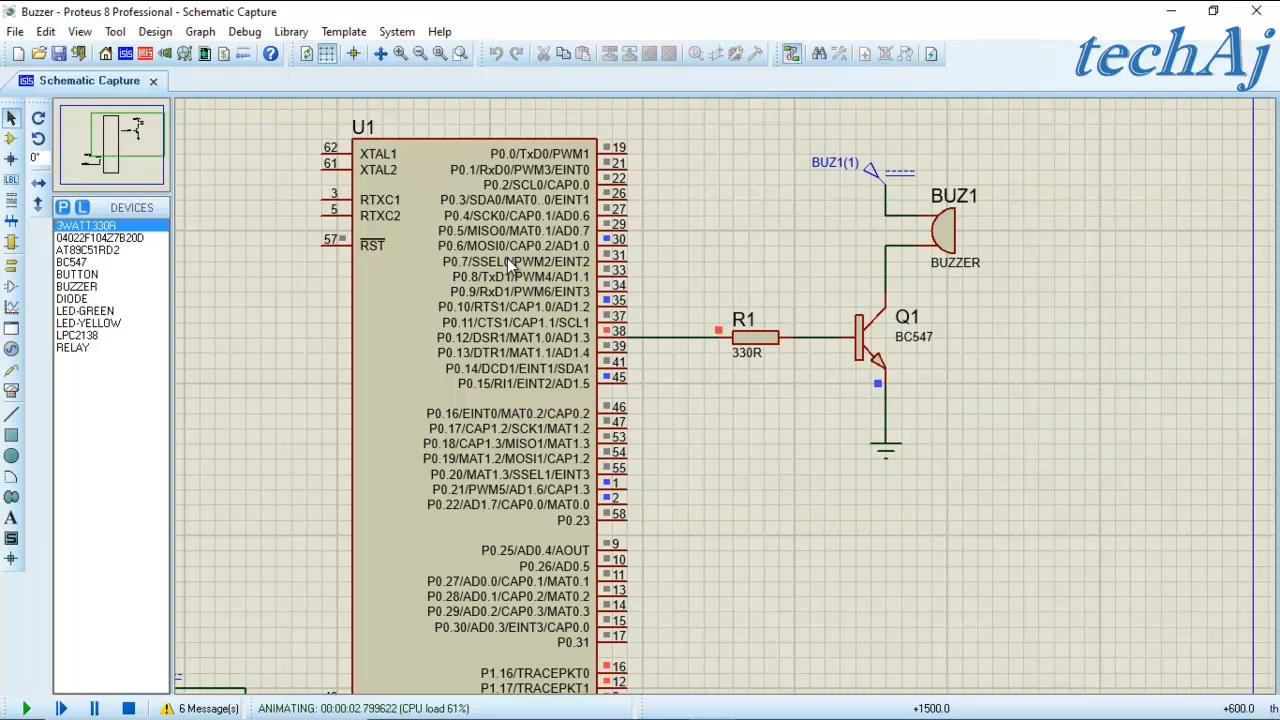 Buzzer - Proteus 8 Professional - Schematic Capture
File Edit View Tool Design Graph Debug Library Template System Help
techAj
Schematic Capture
0°
P L DEVICES
3WATT330R
04022F104Z7B20D
AT89C51RD2
BC547
BUTTON
BUZZER
DIODE
LED-GREEN
LED-YELLOW
LPC2138
RELAY
U1
62 XTAL1
61 XTAL2
3 RTXC1
5 RTXC2
57 RST
P0.0/TxD0/PWM1 19
P0.1/RxD0/PWM3/EINT0 21
P0.2/SCL0/CAP0.0 22
P0.3/SDA0/MAT0..0/EINT1 26
P0.4/SCK0/CAP0.1/AD0.6 27
P0.5/MISO0/MAT0.1/AD0.7 29
P0.6/MOSI0/CAP0.2/AD1.0 30
P0.7/SSEL0/PWM2/EINT2 31
P0.8/TxD1/PWM4/AD1.1 33
P0.9/RxD1/PWM6/EINT3 34
P0.10/RTS1/CAP1.0/AD1.2 35
P0.11/CTS1/CAP1.1/SCL1 37
P0.12/DSR1/MAT1.0/AD1.3 38
P0.13/DTR1/MAT1.1/AD1.4 39
P0.14/DCD1/EINT1/SDA1 41
P0.15/RI1/EINT2/AD1.5 45
P0.16/EINT0/MAT0.2/CAP0.2 46
P0.17/CAP1.2/SCK1/MAT1.2 47
P0.18/CAP1.3/MISO1/MAT1.3 53
P0.19/MAT1.2/MOSI1/CAP1.2 54
P0.20/MAT1.3/SSEL1/EINT3 55
P0.21/PWM5/AD1.6/CAP1.3 1
P0.22/AD1.7/CAP0.0/MAT0.0 2
P0.23 58
P0.25/AD0.4/AOUT 9
P0.26/AD0.5 10
P0.27/AD0.0/CAP0.1/MAT0.1 11
P0.28/AD0.1/CAP0.2/MAT0.2 13
P0.29/AD0.2/CAP0.3/MAT0.3 14
P0.30/AD0.3/EINT3/CAP0.0 15
P0.31 17
P1.16/TRACEPKT0 16
P1.17/TRACEPKT1 12
BUZ1(1)
BUZ1
BUZZER
R1
330R
Q1
BC547
6 Message(s) ANIMATING: 00:00:02.799622 (CPU load 61%) +1500.0 +600.0 th